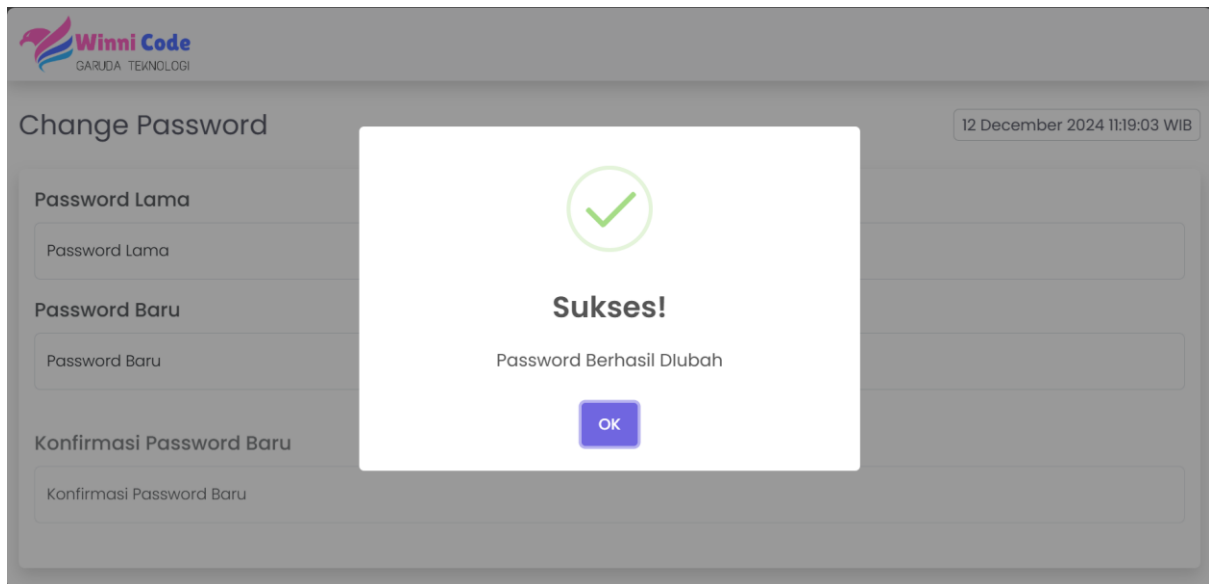 Winni Code
GARUDA TEKNOLOGI
Change Password
12 December 2024 11:19:03 WIB
Password Lama
Password Lama
Password Baru
Password Baru
Konfirmasi Password Baru
Konfirmasi Password Baru
Sukses!
Password Berhasil DIubah
OK